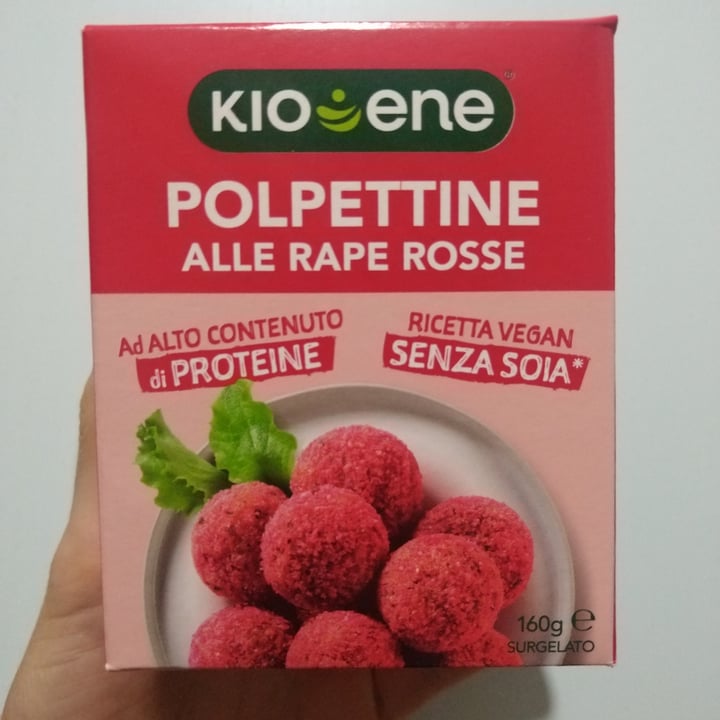 KIOENE
POLPETTINE
ALLE RAPE ROSSE
Ad ALTO CONTENUTO
di PROTEINE
RICETTA VEGAN
SENZA SOIA*
160g ℮
SURGELATO